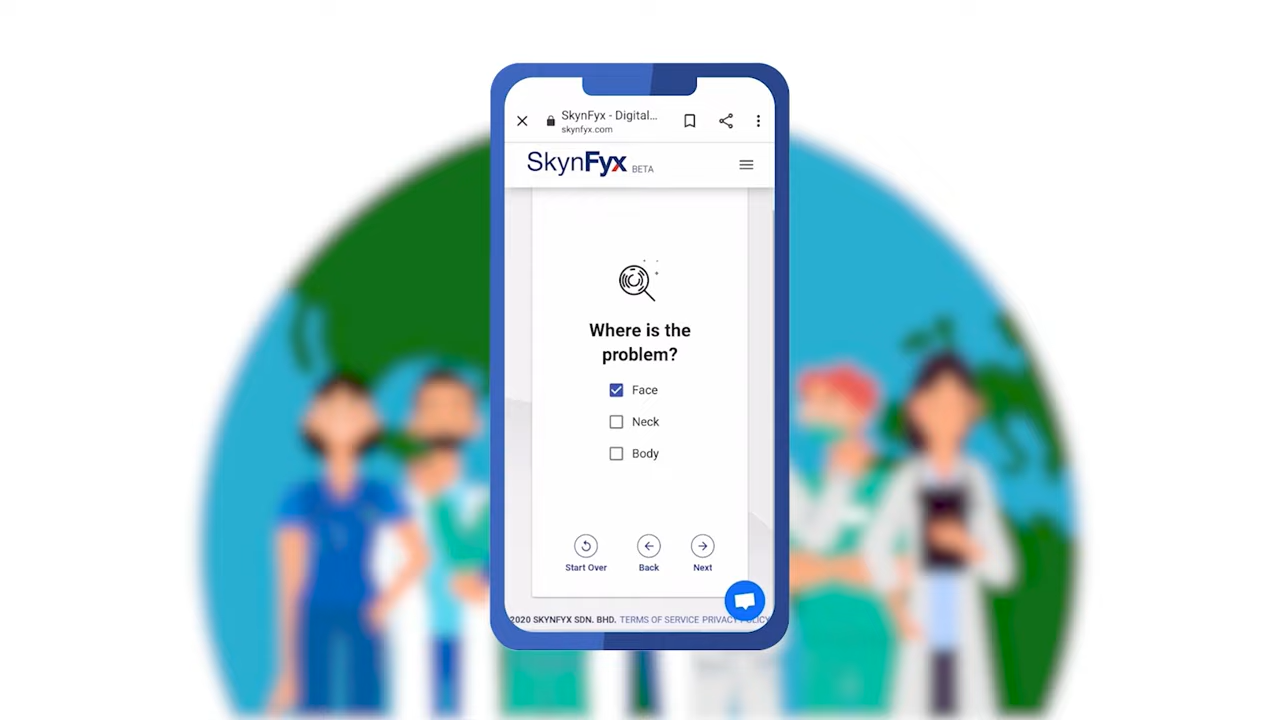 SkynFyx - Digital...
skynfyx.com
SkynFyx BETA
Where is the
problem?
Face
Neck
Body
Start Over Back Next
2020 SKYNFYX SDN. BHD. TERMS OF SERVICE PRIVACY POLICY